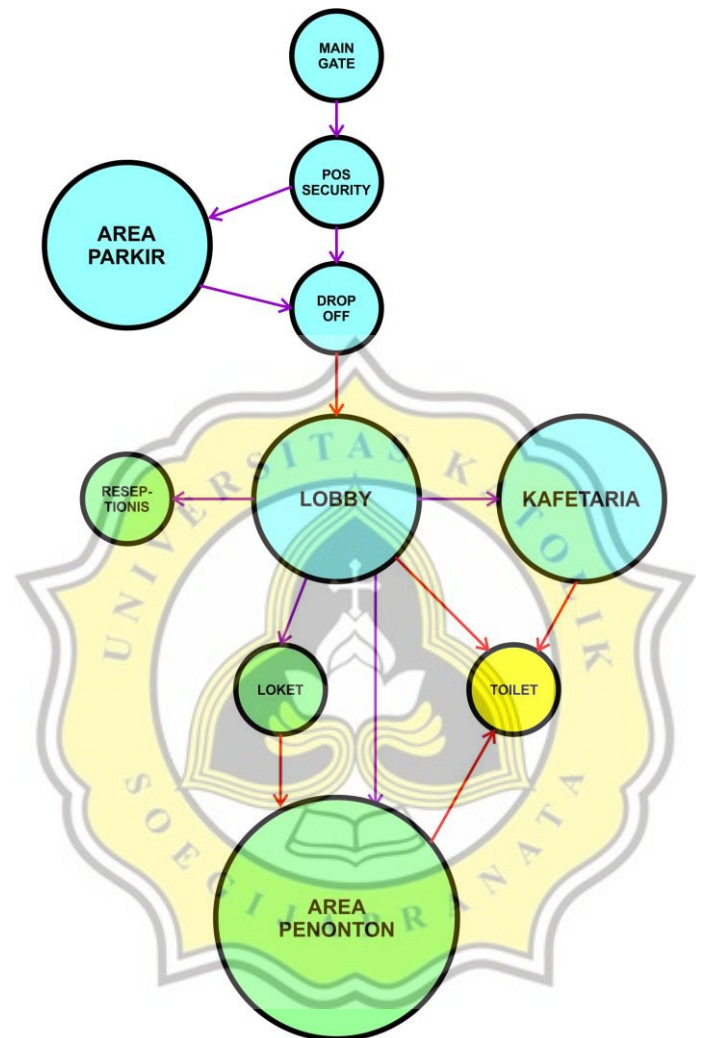 MAIN
GATE
POS
SECURITY
AREA
PARKIR
DROP
OFF
RESEP-
TIONIS
LOBBY
KAFETARIA
LOKET
TOILET
AREA
PENONTON
UNIVERSITAS KATOLIK
SOEGIJAPRANATA